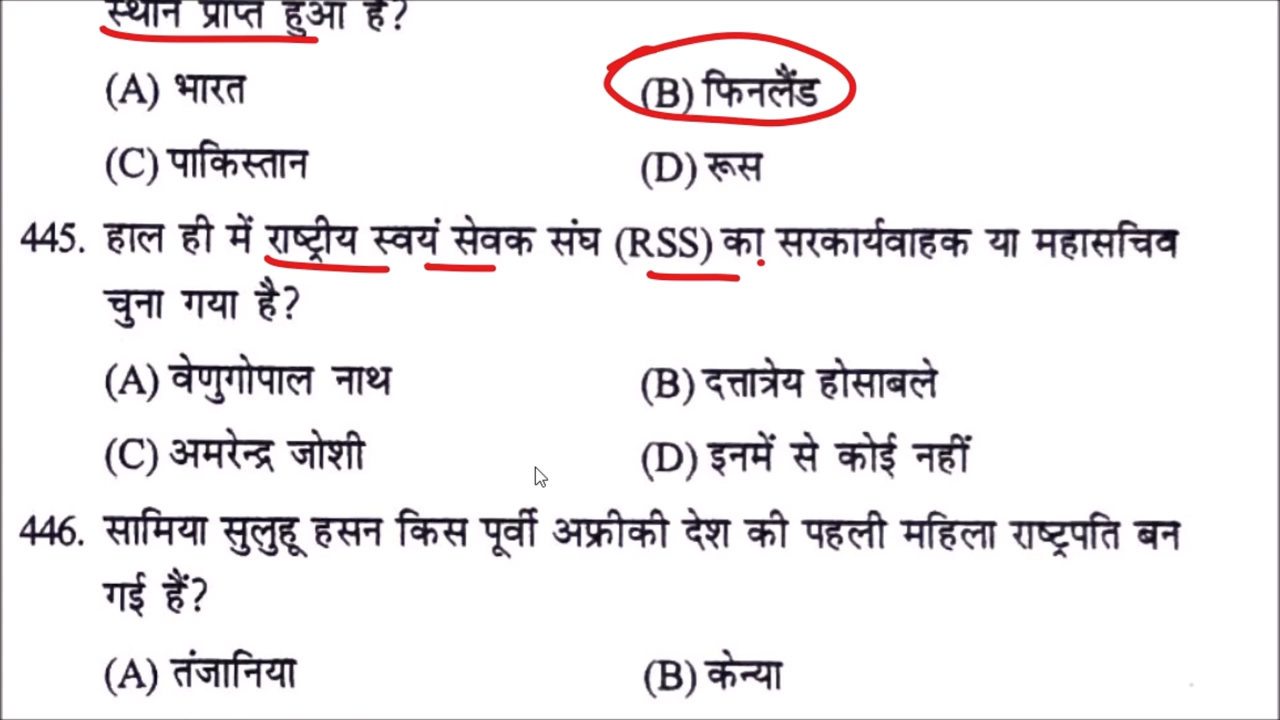 स्थान प्राप्त हुआ है?
(A) भारत (B) फिनलैंड
(C) पाकिस्तान (D) रूस
445. हाल ही में राष्ट्रीय स्वयं सेवक संघ (RSS) का सरकार्यवाहक या महासचिव
चुना गया है?
(A) वेणुगोपाल नाथ (B) दत्तात्रेय होसाबले
(C) अमरेन्द्र जोशी (D) इनमें से कोई नहीं
446. सामिया सुलुहू हसन किस पूर्वी अफ्रीकी देश की पहली महिला राष्ट्रपति बन
गई हैं?
(A) तंजानिया (B) केन्या